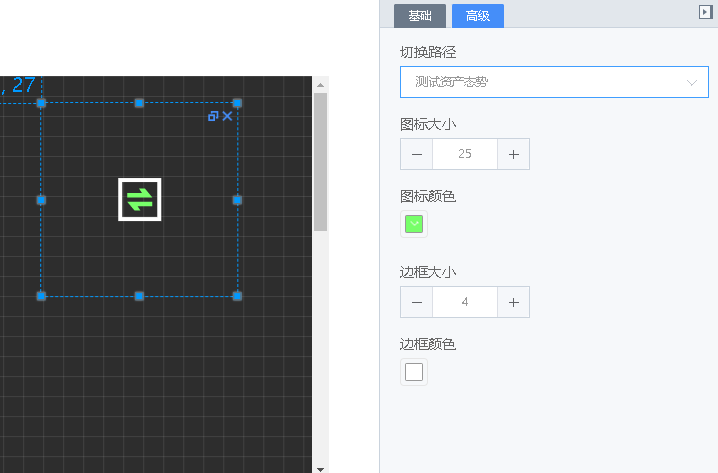 基础
高级
, 27
切换路径
测试资产态势
图标大小
25
图标颜色
边框大小
4
边框颜色